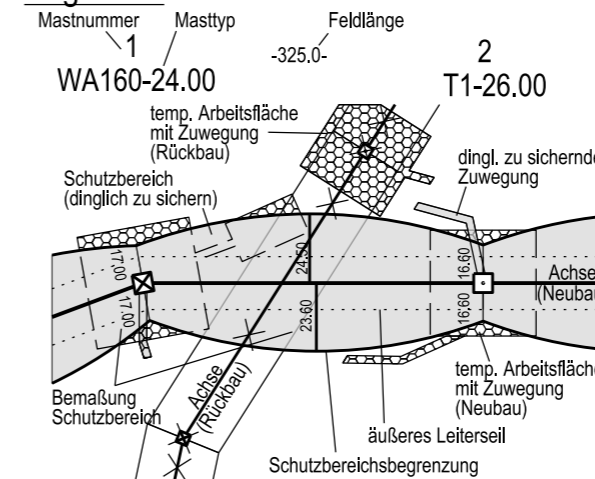 Mastnummer Masttyp Feldlänge
1 -325.0- 2
WA160-24.00 T1-26.00
temp. Arbeitsfläche
mit Zuwegung
(Rückbau)
dingl. zu sichernde
Zuwegung
Schutzbereich
(dinglich zu sichern)
17.00
17.00
24.50
23.60
16.60
16.60
Achse
(Neubau
Achse
(Rückbau)
Bemaßung
Schutzbereich
temp. Arbeitsfläche
mit Zuwegung
(Neubau)
äußeres Leiterseil
Schutzbereichsbegrenzung